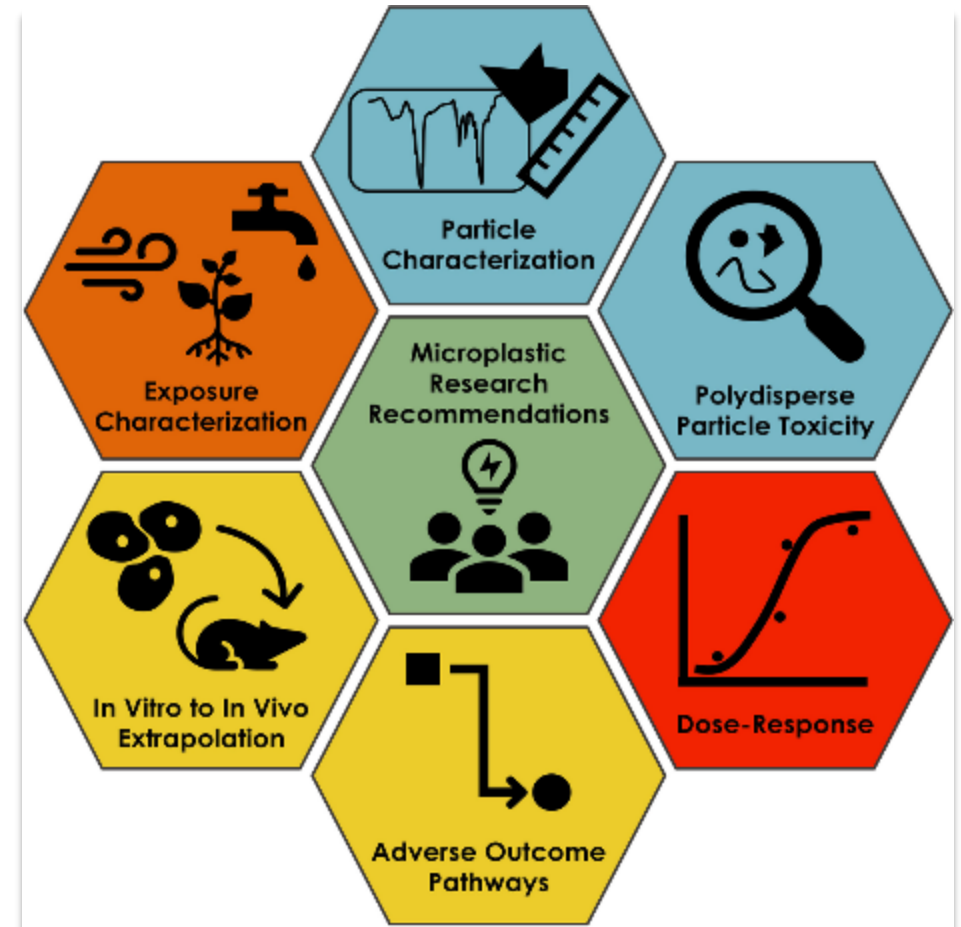 Particle
Characterization
Exposure
Characterization
Microplastic
Research
Recommendations
Polydisperse
Particle Toxicity
In Vitro to In Vivo
Extrapolation
Dose-Response
Adverse Outcome
Pathways